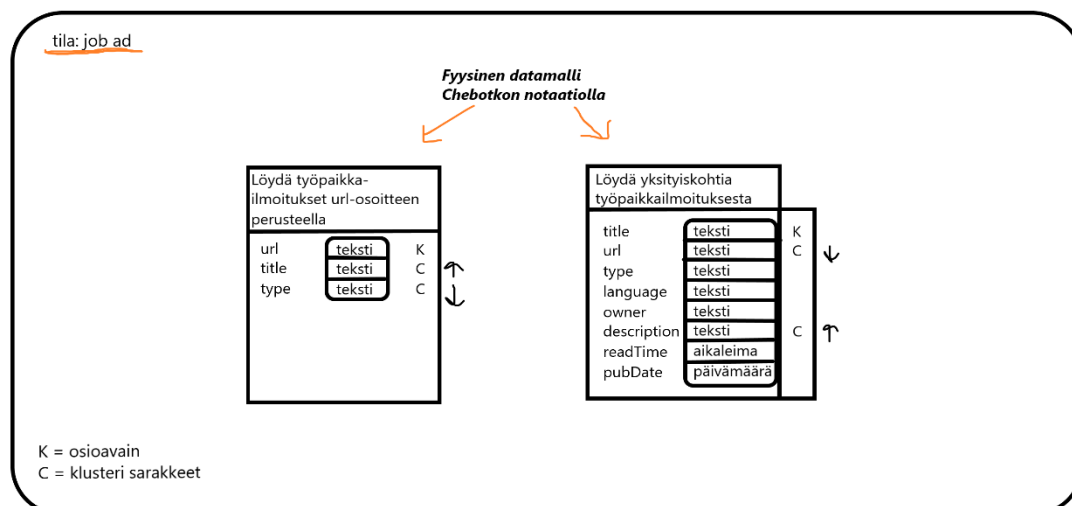 tila: job ad
Fyysinen datamalli
Chebotkon notaatiolla
Löydä työpaikka-
ilmoitukset url-osoitteen
perusteella
url teksti K
title teksti C ↑
type teksti C ↓
Löydä yksityiskohtia
työpaikkailmoituksesta
title teksti K
url teksti C ↓
type teksti
language teksti
owner teksti
description teksti C ↑
readTime aikaleima
pubDate päivämäärä
K = osioavain
C = klusteri sarakkeet